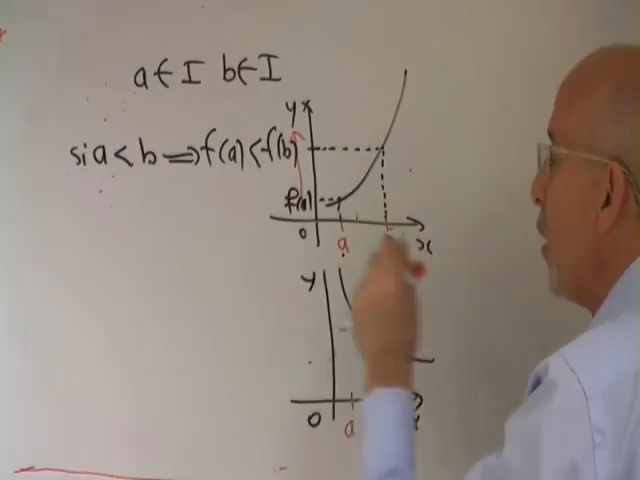 a ∈ I b ∈ I
y
si a < b ⟹ f(a) < f(b)
f(a)
0 a x
y
0 a